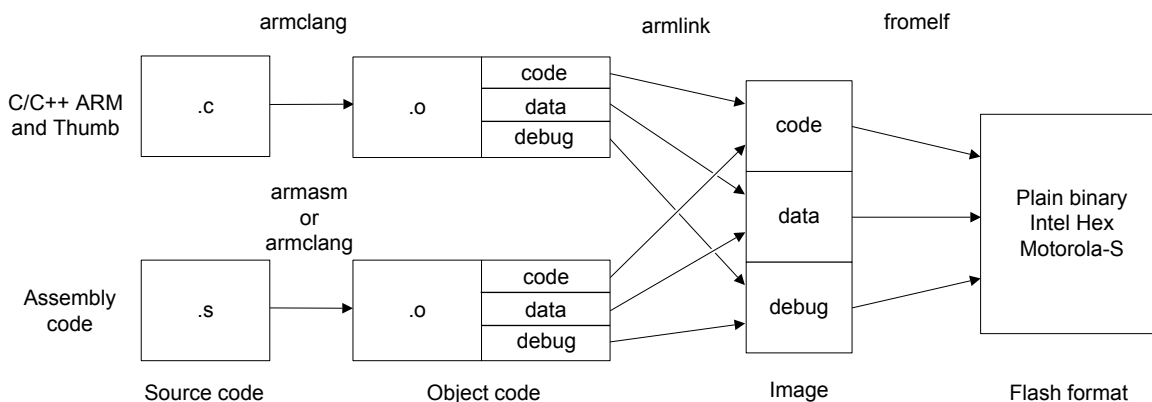 armclang
armlink
fromelf
C/C++ ARM
and Thumb
.c
.o
code
data
debug
armasm
or
armclang
Assembly
code
.s
.o
code
data
debug
code
data
debug
Plain binary
Intel Hex
Motorola-S
Source code
Object code
Image
Flash format